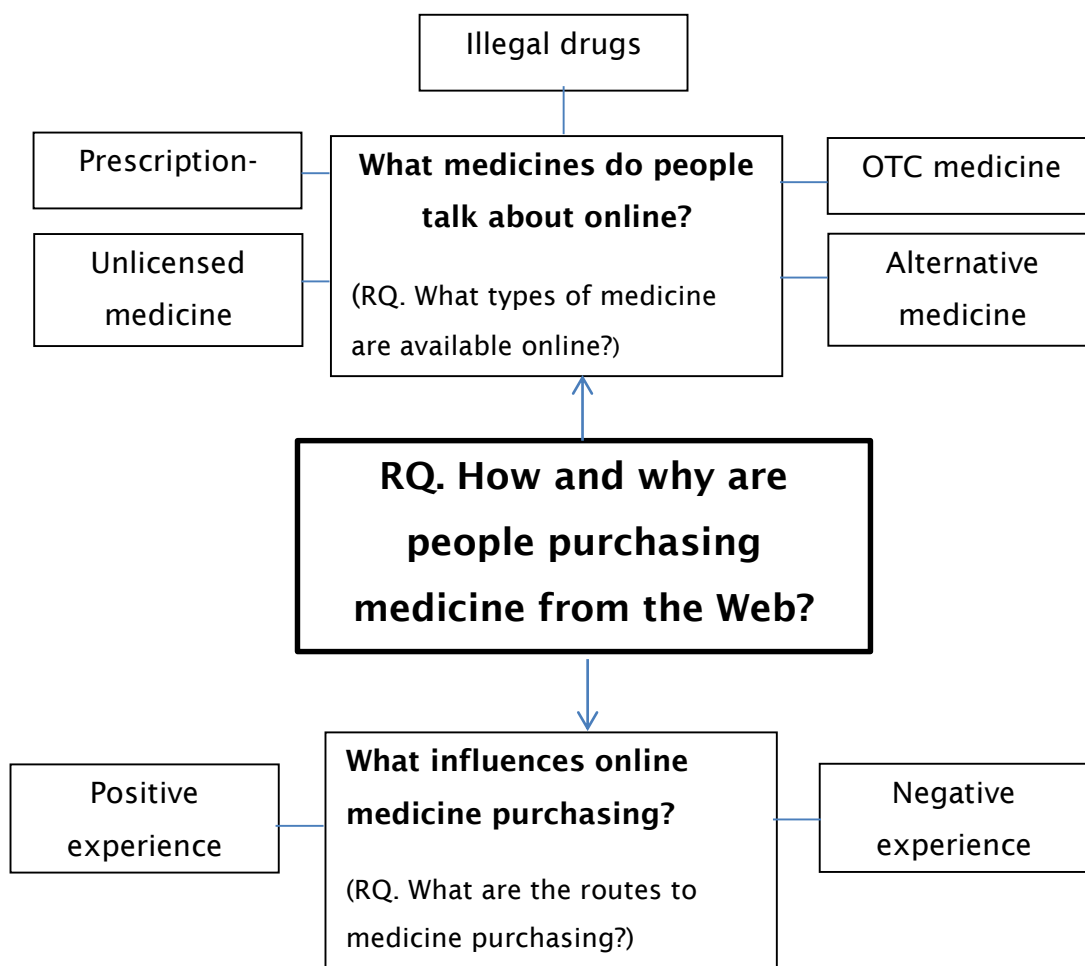 Illegal drugs
Prescription-
What medicines do people
talk about online?
(RQ. What types of medicine
are available online?)
OTC medicine
Unlicensed
medicine
Alternative
medicine
RQ. How and why are
people purchasing
medicine from the Web?
What influences online
medicine purchasing?
(RQ. What are the routes to
medicine purchasing?)
Positive
experience
Negative
experience